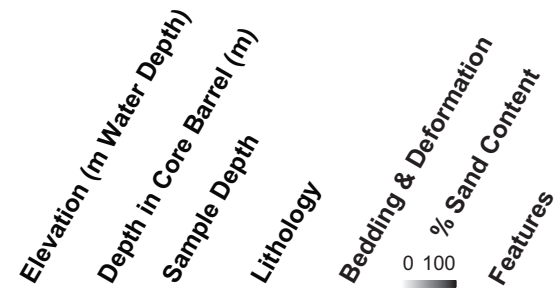 Elevation (m Water Depth)
Depth in Core Barrel (m)
Sample Depth
Lithology
Bedding & Deformation
% Sand Content
0 100
Features